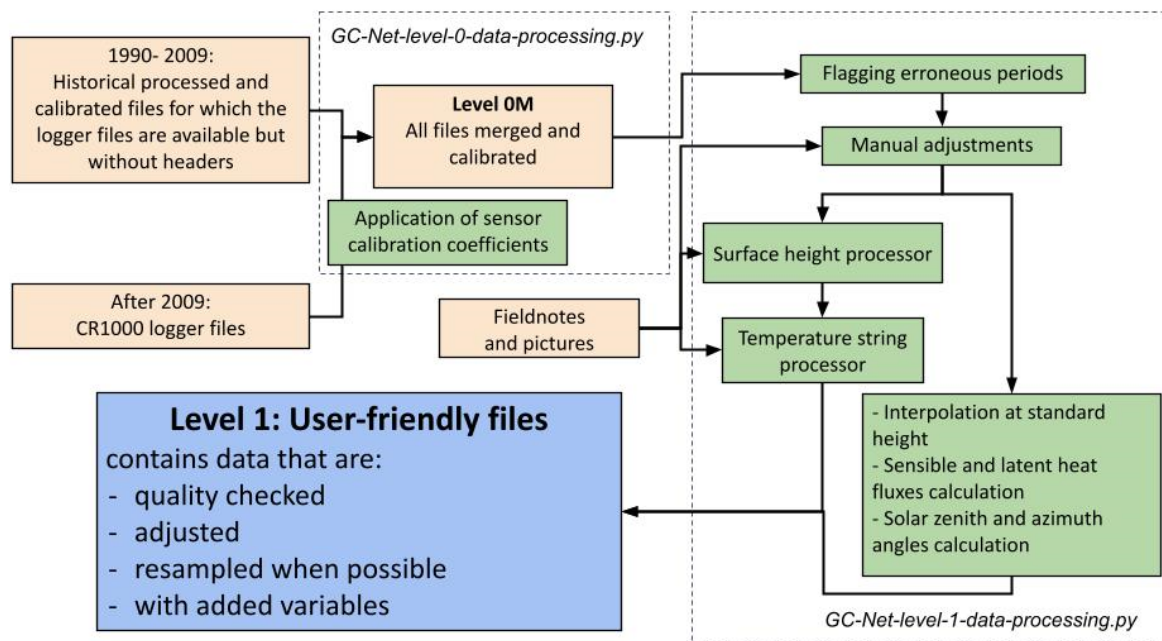 GC-Net-level-0-data-processing.py
1990- 2009:
Historical processed and
calibrated files for which the
logger files are available but
without headers
Level 0M
All files merged and
calibrated
Application of sensor
calibration coefficients
After 2009:
CR1000 logger files
Fieldnotes
and pictures
Flagging erroneous periods
Manual adjustments
Surface height processor
Temperature string
processor
- Interpolation at standard
height
- Sensible and latent heat
fluxes calculation
- Solar zenith and azimuth
angles calculation
GC-Net-level-1-data-processing.py
Level 1: User-friendly files
contains data that are:
- quality checked
- adjusted
- resampled when possible
- with added variables